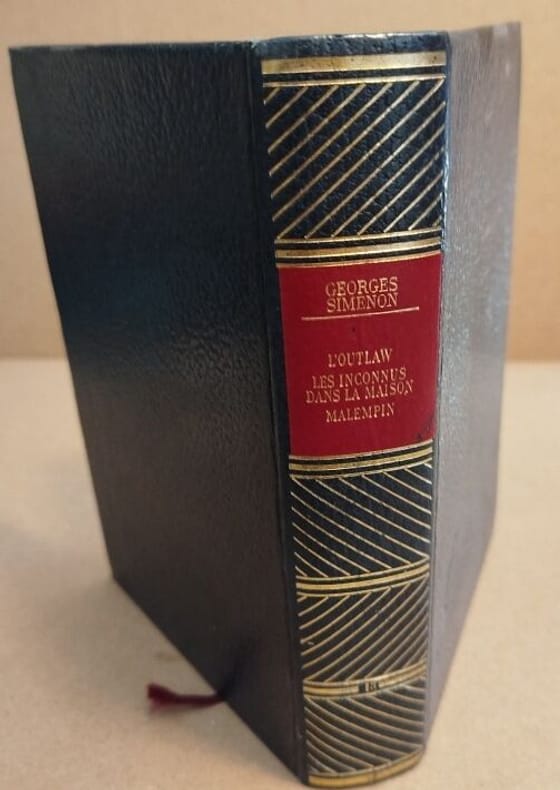 GEORGES
SIMENON
L'OUTLAW
LES INCONNUS
DANS LA MAISON
MALEMPIN